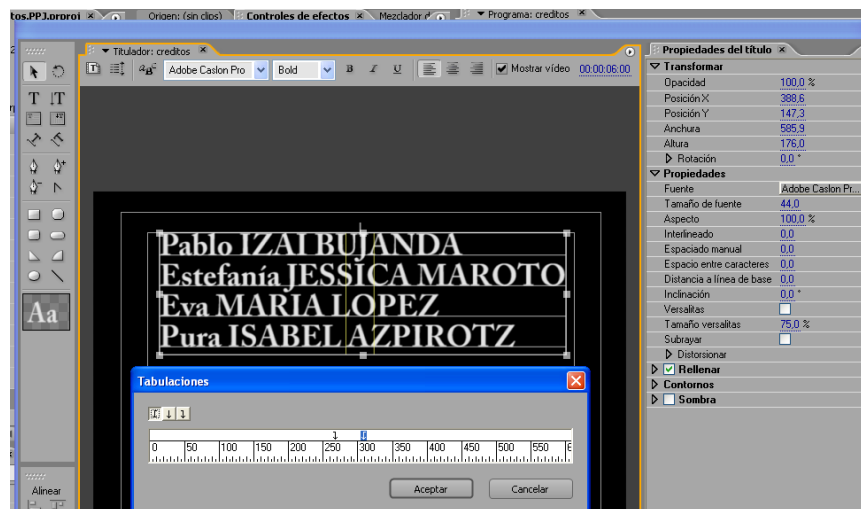 tos.PPJ.prproj
Origen: (sin clips)
Controles de efectos
Mezclador d
Programa: creditos
Titulador: creditos
Adobe Caslon Pro
Bold
B I U
Mostrar vídeo
00:00:06:00
T IT
Aa
Alinear
Pablo IZAI BUJANDA
Estefanía JESSICA MAROTO
Eva MARIA LOPEZ
Pura ISABEL AZPIROTZ
Tabulaciones
0 50 100 150 200 250 300 350 400 450 500 550 6
Aceptar Cancelar
Propiedades del título
Transformar
Opacidad 100,0 %
Posición X 388,6
Posición Y 147,3
Anchura 585,9
Altura 176,0
Rotación 0,0 °
Propiedades
Fuente Adobe Caslon Pr...
Tamaño de fuente 44,0
Aspecto 100,0 %
Interlineado 0,0
Espaciado manual 0,0
Espacio entre caracteres 0,0
Distancia a línea de base 0,0
Inclinación 0,0 °
Versalitas
Tamaño versalitas 75,0 %
Subrayar
Distorsionar
Rellenar
Contornos
Sombra